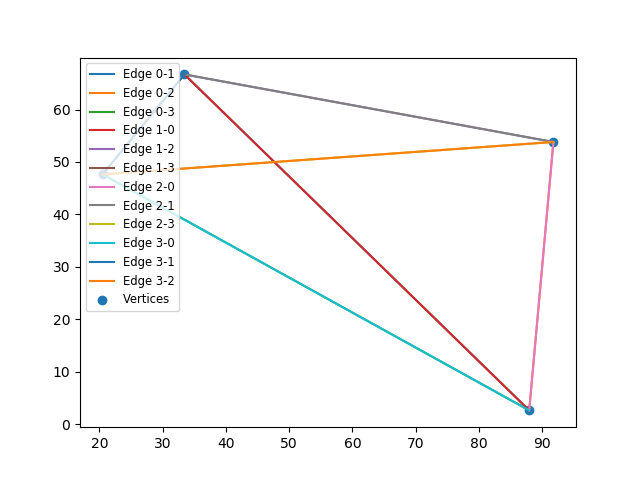 Edge 0-1
Edge 0-2
Edge 0-3
Edge 1-0
Edge 1-2
Edge 1-3
Edge 2-0
Edge 2-1
Edge 2-3
Edge 3-0
Edge 3-1
Edge 3-2
Vertices
60
50
40
30
20
10
0
20 30 40 50 60 70 80 90